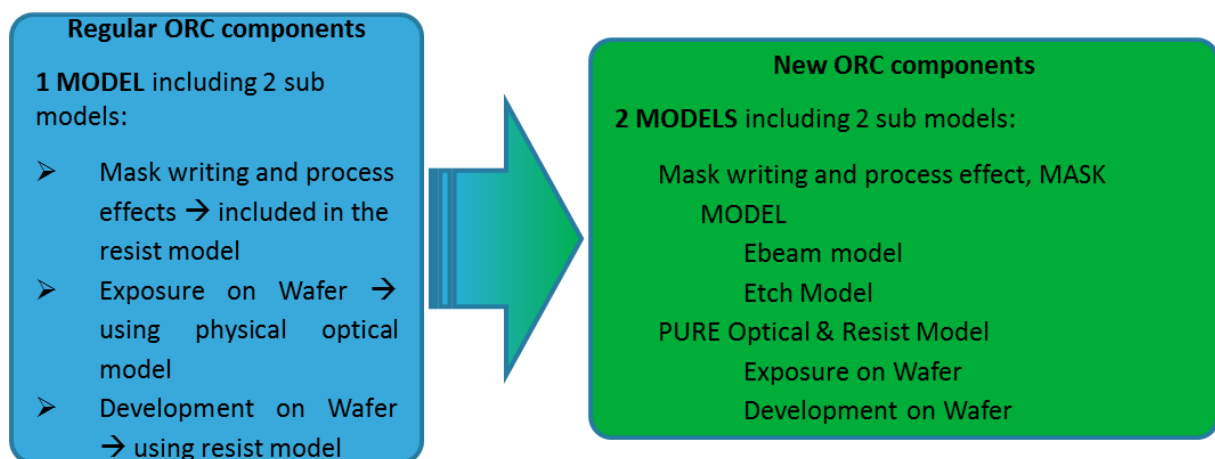 Regular ORC components
1 MODEL including 2 sub
models:
➢ Mask writing and process
effects → included in the
resist model
➢ Exposure on Wafer →
using physical optical
model
➢ Development on Wafer
→ using resist model
New ORC components
2 MODELS including 2 sub models:
Mask writing and process effect, MASK
MODEL
Ebeam model
Etch Model
PURE Optical & Resist Model
Exposure on Wafer
Development on Wafer